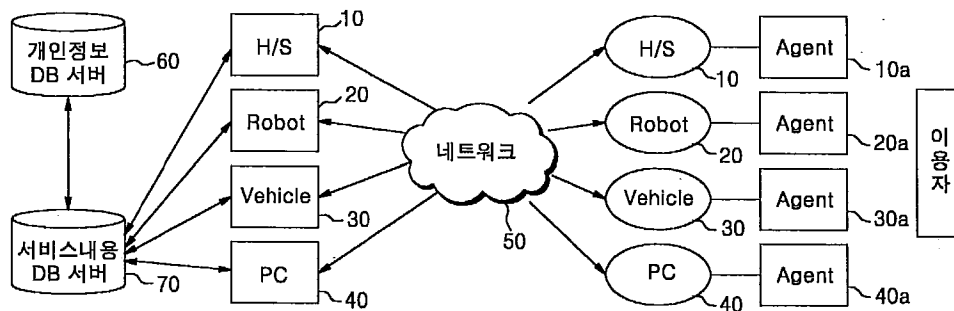 개인정보
DB 서버
60
서비스내용
DB 서버
70
H/S
10
Robot
20
Vehicle
30
PC
40
네트워크
50
H/S
10
Agent
10a
Robot
20
Agent
20a
Vehicle
30
Agent
30a
PC
40
Agent
40a
이용자